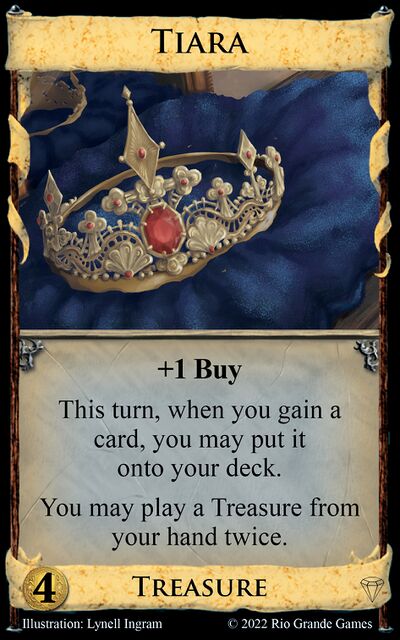 TIARA
+1 Buy
This turn, when you gain a
card, you may put it
onto your deck.
You may play a Treasure from
your hand twice.
4
TREASURE
Illustration: Lynell Ingram
© 2022 Rio Grande Games